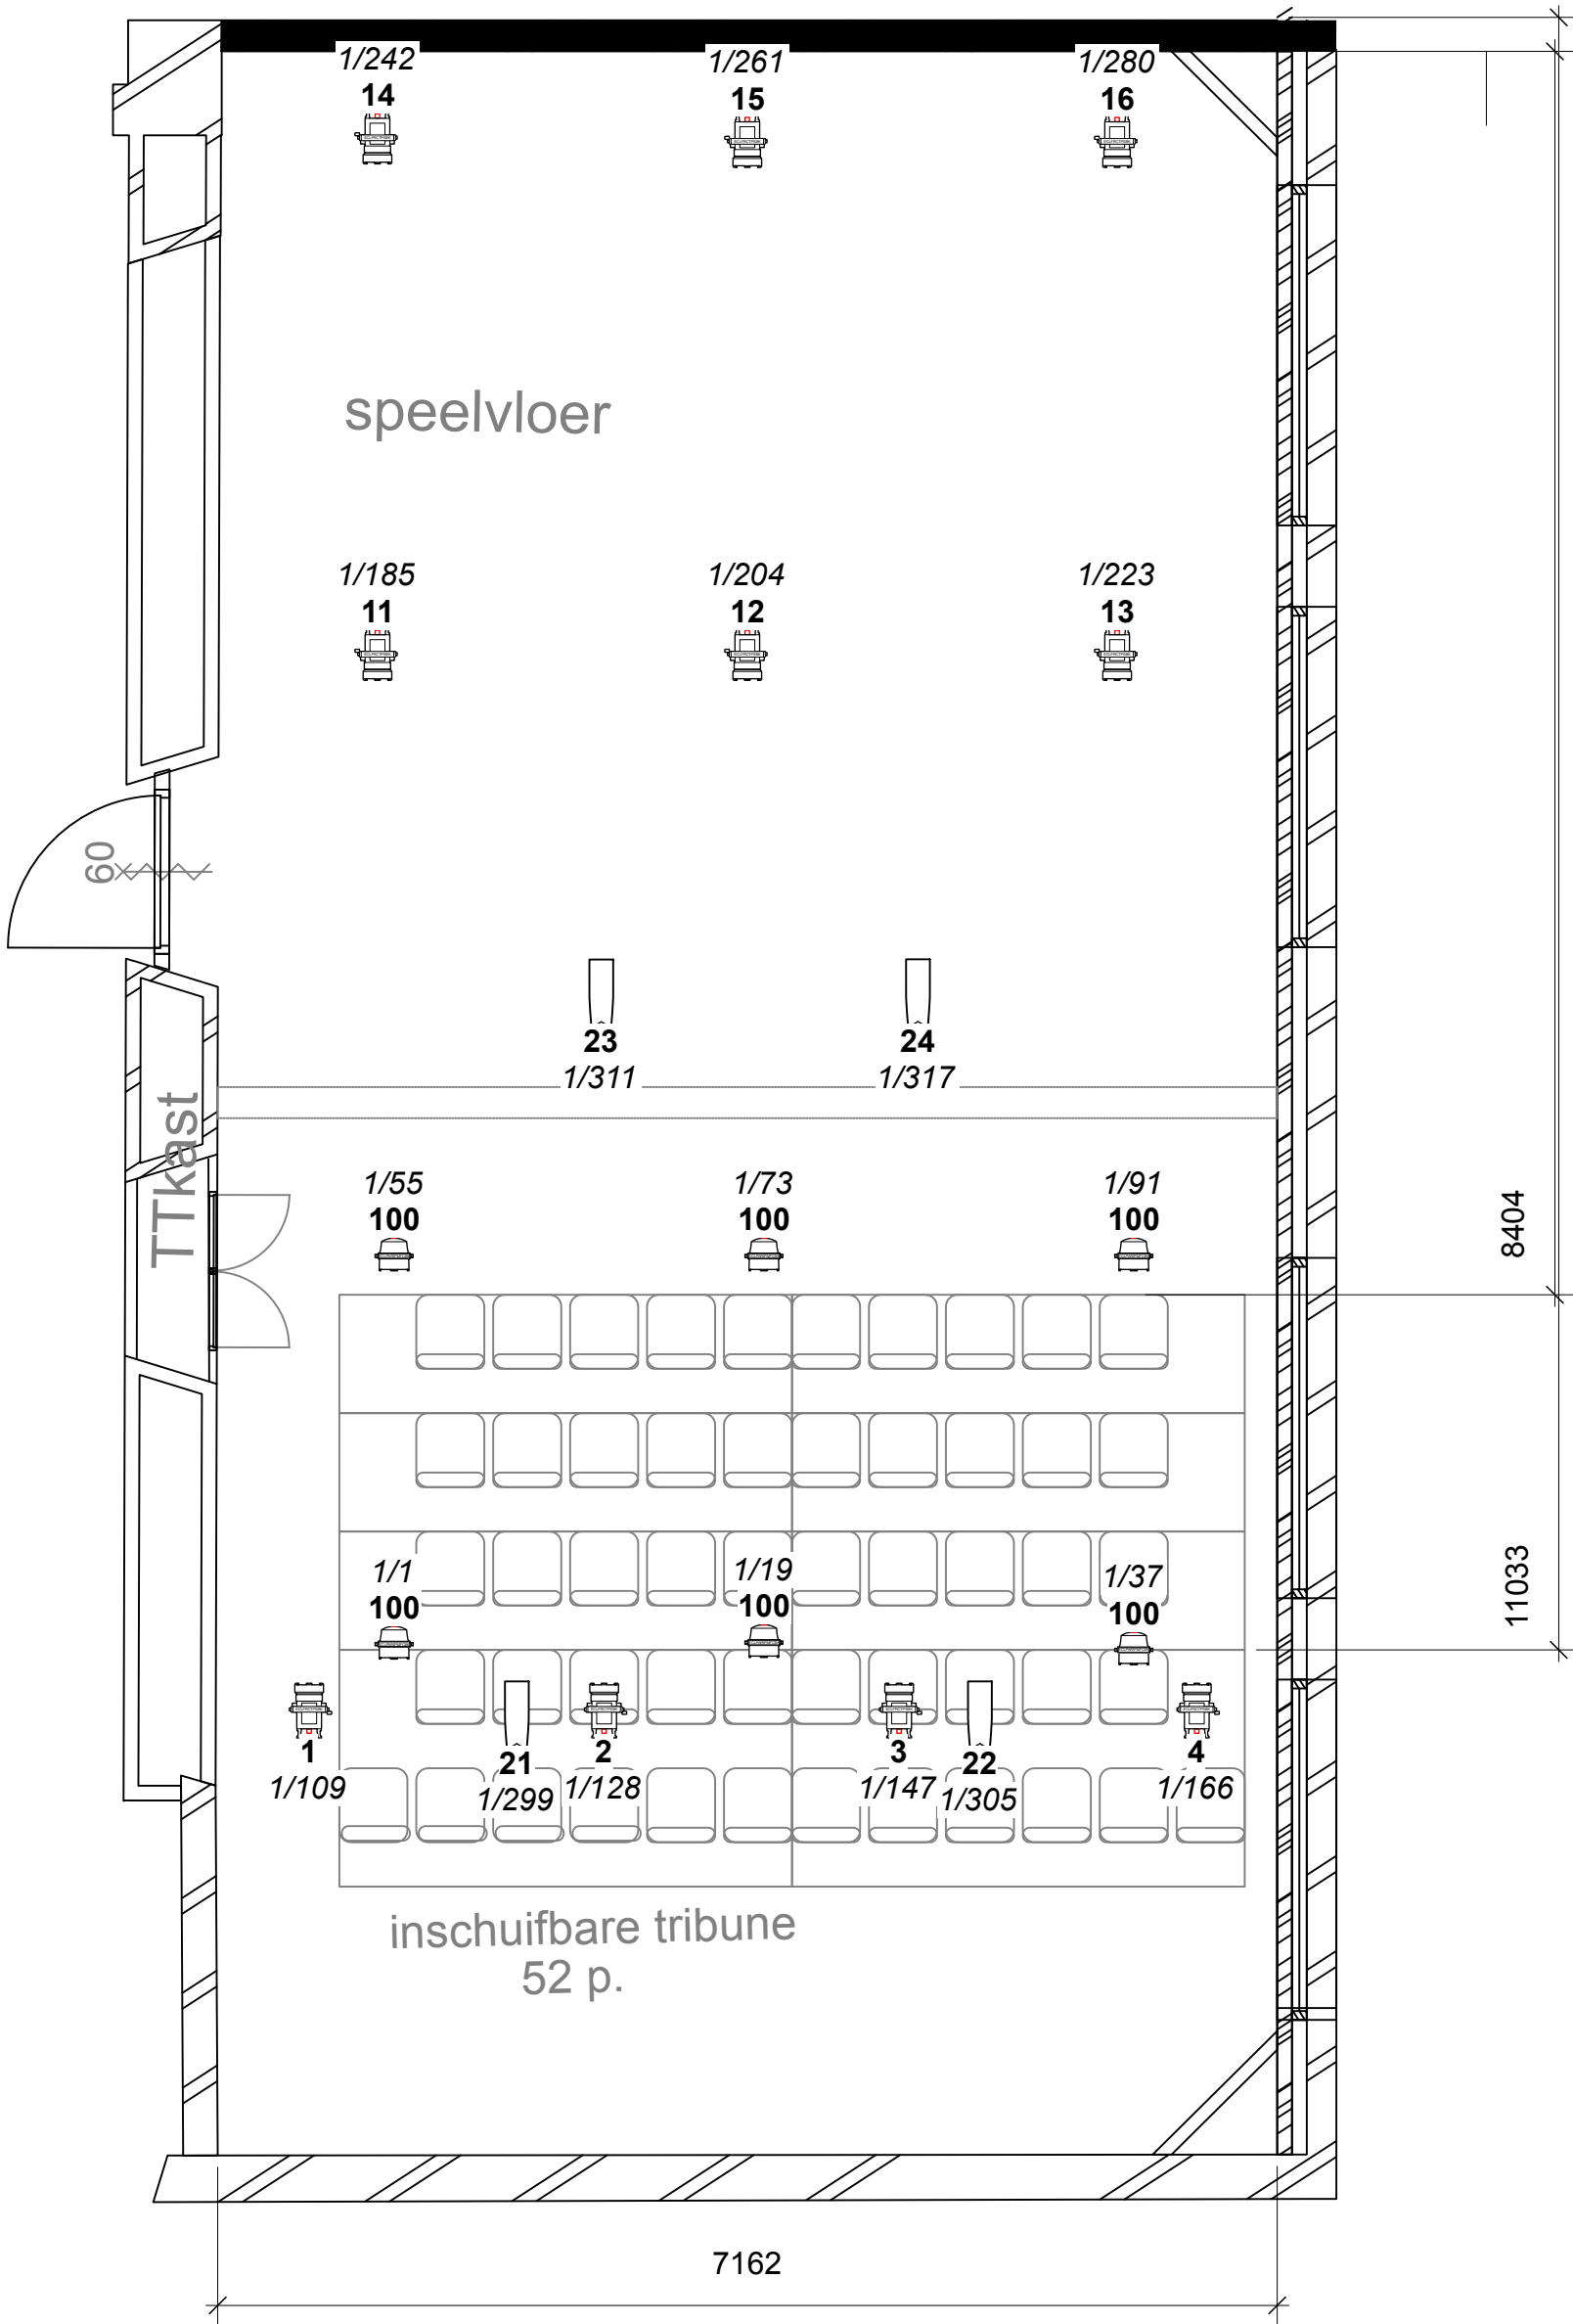 1/242 1/261 1/280
14 15 16
speelvloer
1/185 1/204 1/223
11 12 13
60
23 24
1/311 1/317
TTkast
1/55 1/73 1/91
100 100 100
8404
1/1 1/19 1/37
100 100 100
11033
1 21 2 3 22 4
1/109 1/299 1/128 1/147 1/305 1/166
inschuifbare tribune
52 p.
7162